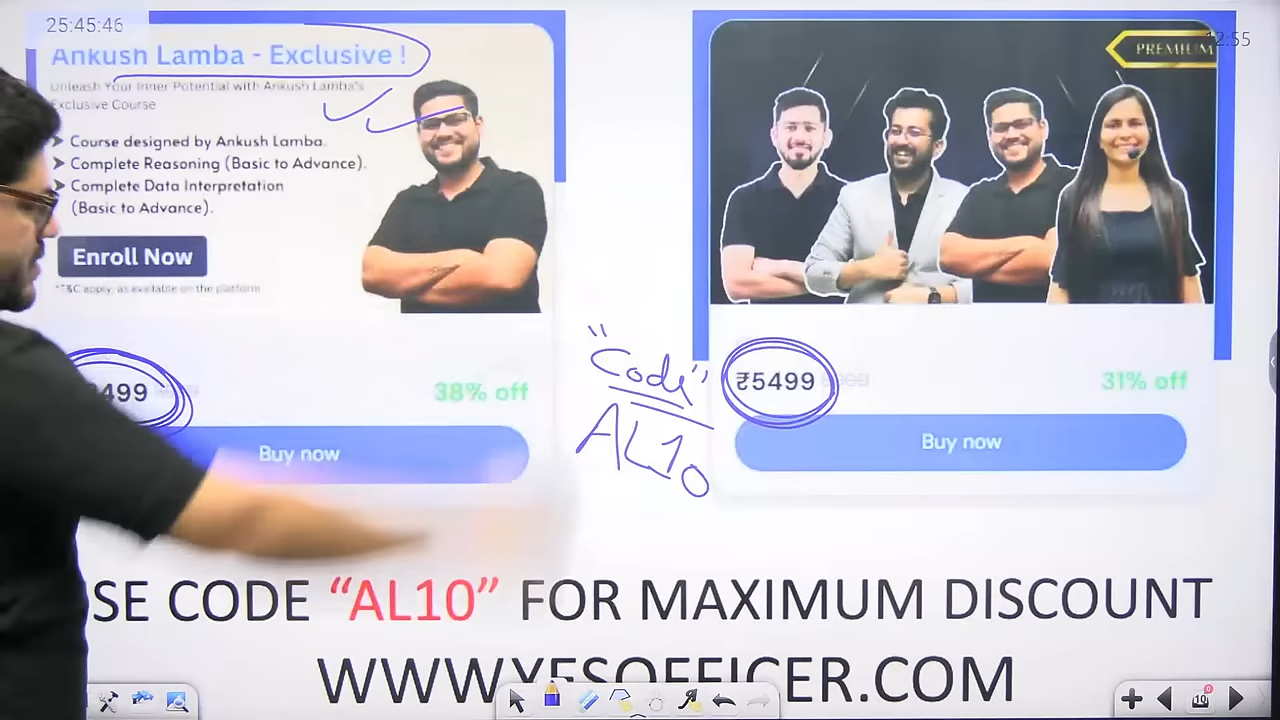 25:45:46
12:55
Ankush Lamba - Exclusive !
Unleash Your Inner Potential with Ankush Lamba's
Exclusive Course
➤ Course designed by Ankush Lamba.
➤ Complete Reasoning (Basic to Advance).
➤ Complete Data Interpretation
(Basic to Advance).
Enroll Now
*T&C apply, as available on the platform
38% off
Buy now
PREMIUM
"Code"
AL10
₹5499
31% off
Buy now
SE CODE “AL10” FOR MAXIMUM DISCOUNT
WWW.YESOFFICER.COM
10
0